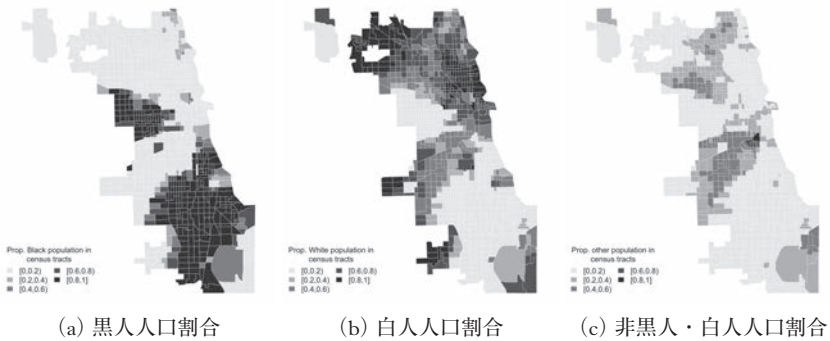 Prop. Black population in
census tracts
[0,0.2) [0.6,0.8)
[0.2,0.4) [0.8,1]
[0.4,0.6)
Prop. White population in
census tracts
[0,0.2) [0.6,0.8)
[0.2,0.4) [0.8,1]
[0.4,0.6)
Prop. other population in
census tracts
[0,0.2) [0.6,0.8)
[0.2,0.4) [0.8,1]
[0.4,0.6)
(a) 黒人人口割合
(b) 白人人口割合
(c) 非黒人・白人人口割合